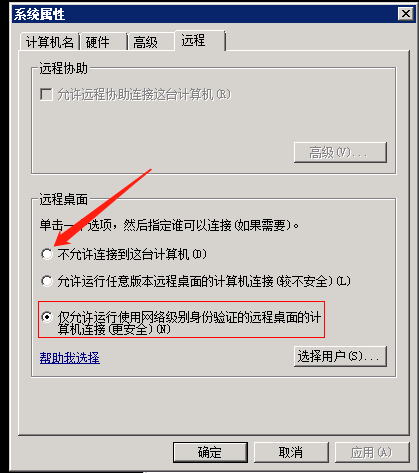 系统属性
计算机名 硬件 高级 远程
远程协助
允许远程协助连接这台计算机(R)
高级(V)...
远程桌面
单击一个选项，然后指定谁可以连接(如果需要)。
不允许连接到这台计算机(D)
允许运行任意版本远程桌面的计算机连接(较不安全)(L)
仅允许运行使用网络级别身份验证的远程桌面的计
算机连接(更安全)(N)
帮助我选择 选择用户(S)...
确定 取消 应用(A)